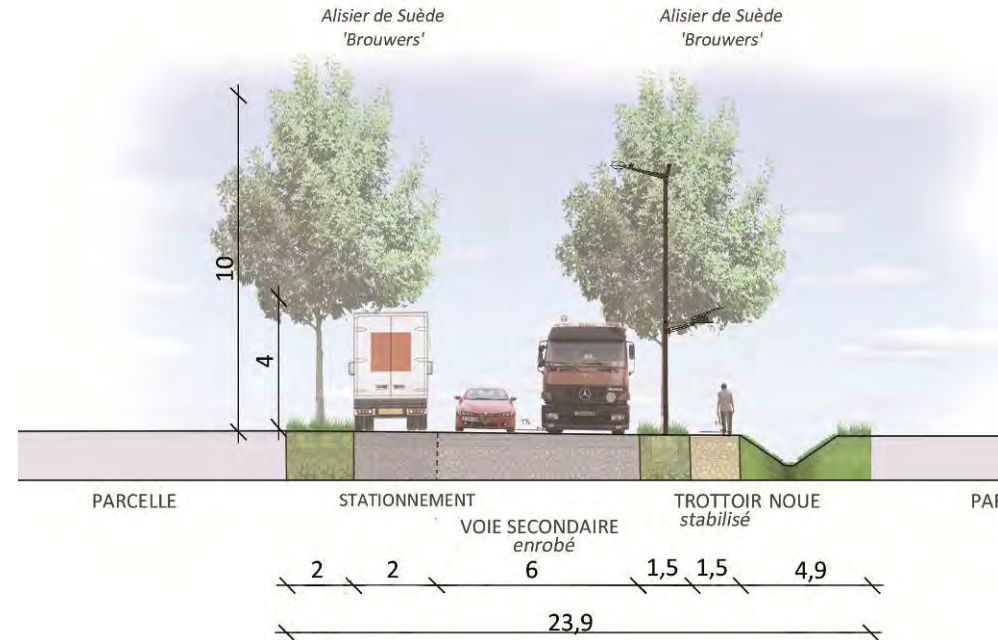 Alisier de Suède
'Brouwers'
Alisier de Suède
'Brouwers'
10
4
1%
PARCELLE
STATIONNEMENT
TROTTOIR NOUE
stabilisé
VOIE SECONDAIRE
enrobé
2
2
6
1,5
1,5
4,9
23,9